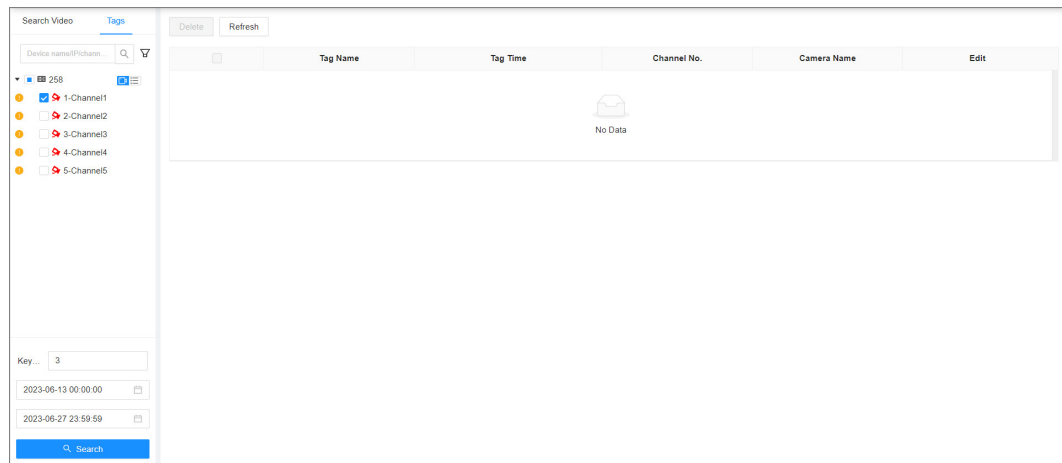 Search Video Tags
Device name/IP/chann...
258
1-Channel1
2-Channel2
3-Channel3
4-Channel4
5-Channel5
Key... 3
2023-06-13 00:00:00
2023-06-27 23:59:59
Search
Delete Refresh
Tag Name Tag Time Channel No. Camera Name Edit
No Data